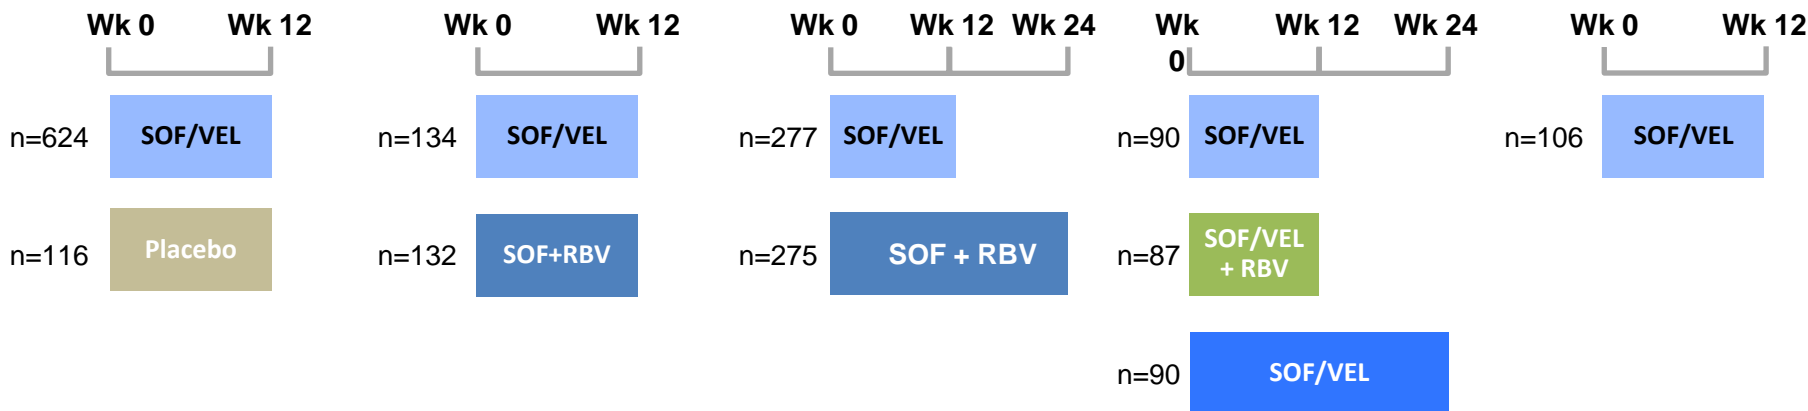 Wk 0 Wk 12 Wk 0 Wk 12 Wk 0 Wk 12 Wk 24 Wk Wk 12 Wk 24 Wk 0 Wk 12
0
n=624 SOF/VEL n=134 SOF/VEL n=277 SOF/VEL n=90 SOF/VEL n=106 SOF/VEL
n=116 Placebo n=132 SOF+RBV n=275 SOF + RBV n=87 SOF/VEL
+ RBV
n=90 SOF/VEL